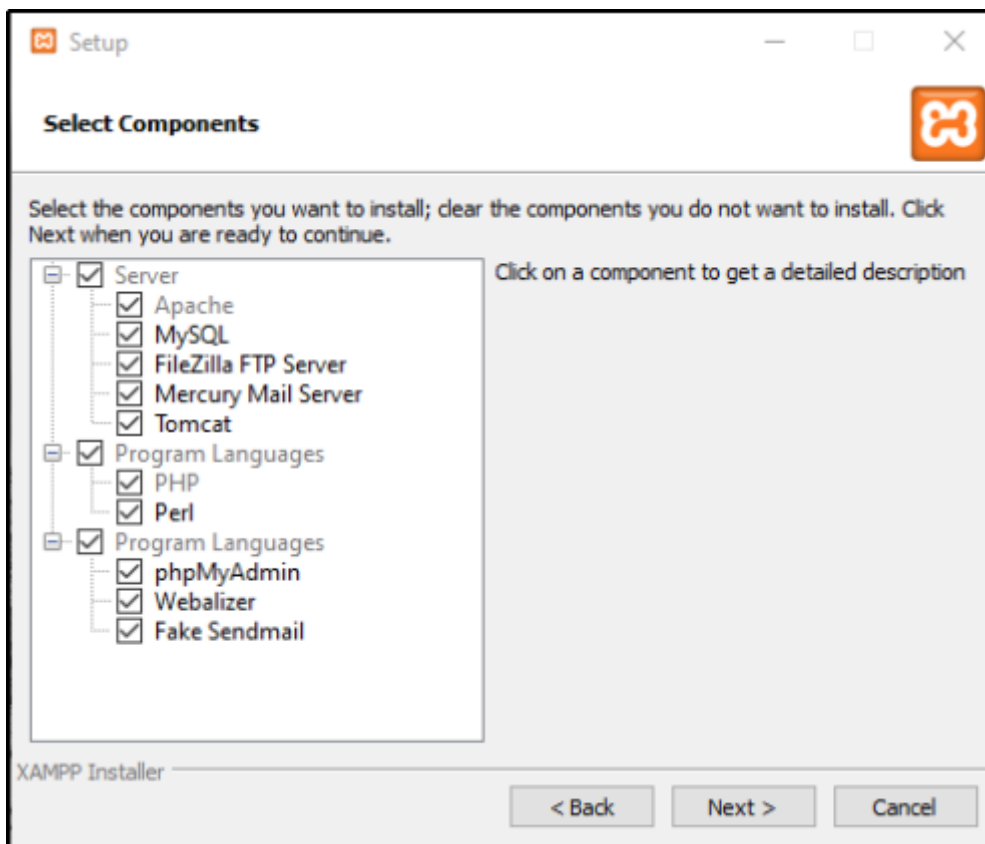 Setup
Select Components
Select the components you want to install; clear the components you do not want to install. Click
Next when you are ready to continue.
Server
Apache
MySQL
FileZilla FTP Server
Mercury Mail Server
Tomcat
Program Languages
PHP
Perl
Program Languages
phpMyAdmin
Webalizer
Fake Sendmail
Click on a component to get a detailed description
XAMPP Installer
< Back
Next >
Cancel